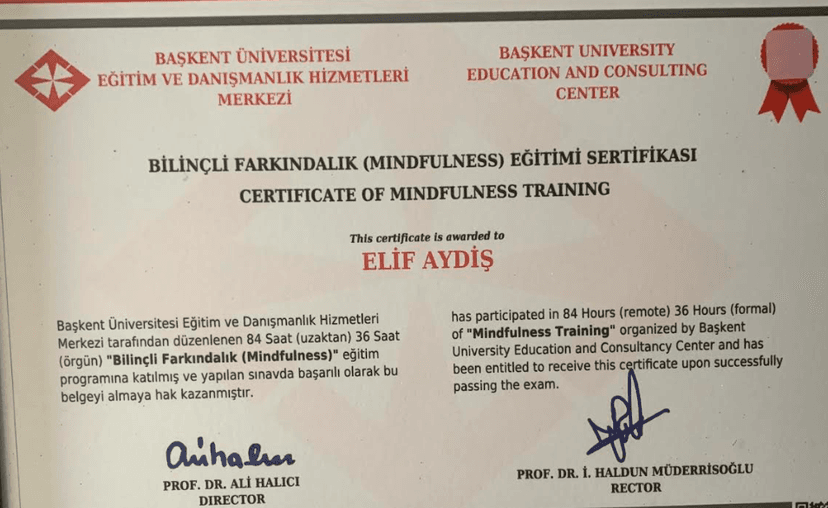 BAŞKENT ÜNİVERSİTESİ
EĞİTİM VE DANIŞMANLIK HİZMETLERİ
MERKEZİ
BAŞKENT UNIVERSITY
EDUCATION AND CONSULTING
CENTER
BİLİNÇLİ FARKINDALIK (MINDFULNESS) EĞİTİMİ SERTİFİKASI
CERTIFICATE OF MINDFULNESS TRAINING
This certificate is awarded to
ELİF AYDİŞ
Başkent Üniversitesi Eğitim ve Danışmanlık Hizmetleri
Merkezi tarafından düzenlenen 84 Saat (uzaktan) 36 Saat
(örgün) "Bilinçli Farkındalık (Mindfulness)" eğitim
programına katılmış ve yapılan sınavda başarılı olarak bu
belgeyi almaya hak kazanmıştır.
has participated in 84 Hours (remote) 36 Hours (formal)
of "Mindfulness Training" organized by Başkent
University Education and Consultancy Center and has
been entitled to receive this certificate upon successfully
passing the exam.
PROF. DR. ALİ HALICI
DIRECTOR
PROF. DR. İ. HALDUN MÜDERRİSOĞLU
RECTOR